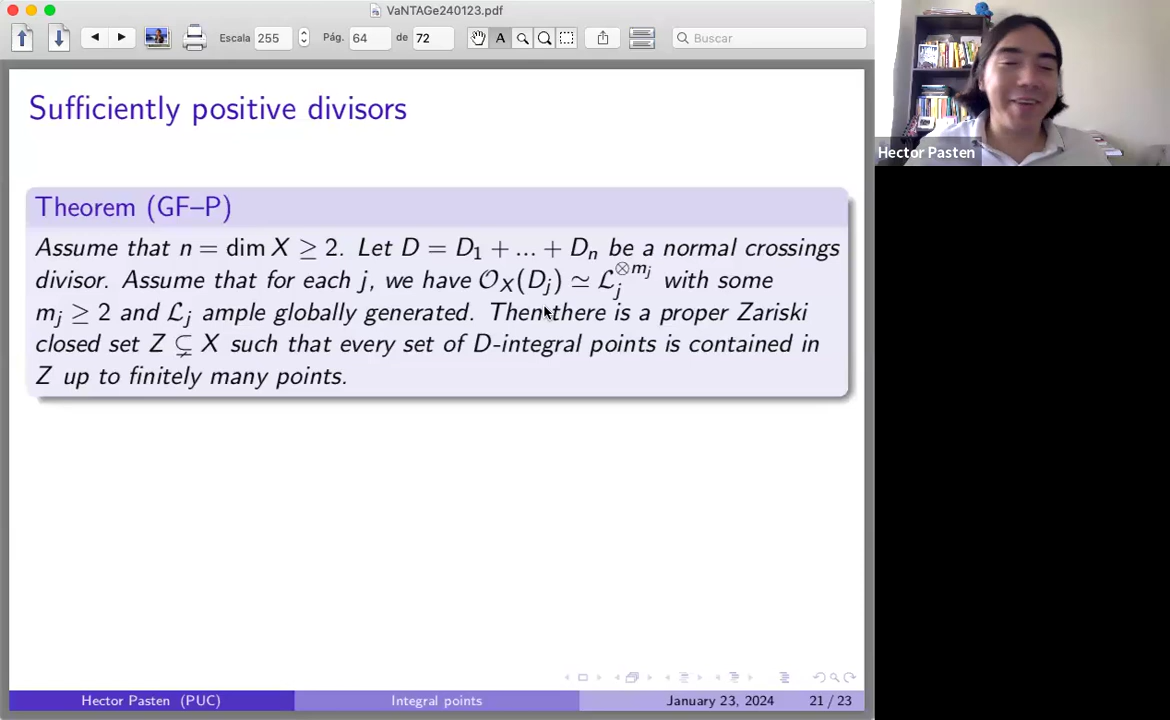 VaNTAGe240123.pdf
Escala 255 Pág. 64 de 72 Buscar
Sufficiently positive divisors
Theorem (GF–P)
Assume that n = dim X ≥ 2. Let D = D₁ + ... + Dₙ be a normal crossings
divisor. Assume that for each j, we have 𝒪_X(D_j) ≃ ℒ_j^{⊗m_j} with some
m_j ≥ 2 and ℒ_j ample globally generated. Then there is a proper Zariski
closed set Z ⊊ X such that every set of D-integral points is contained in
Z up to finitely many points.
Hector Pasten (PUC) Integral points January 23, 2024 21 / 23
Hector Pasten